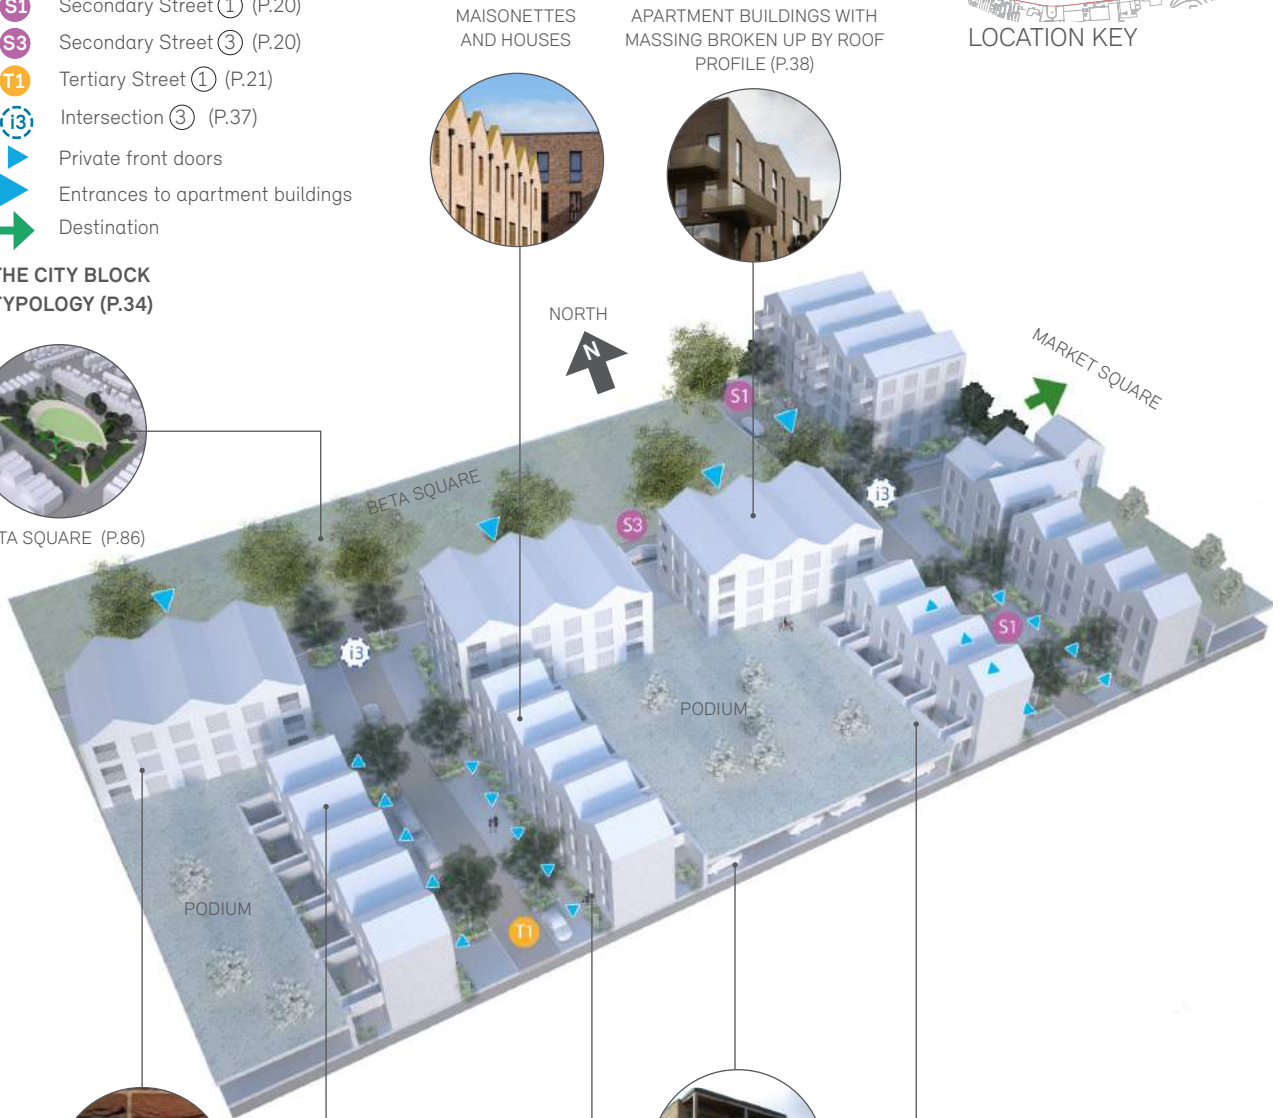 S1 Secondary Street 1 (P.20)
S3 Secondary Street 3 (P.20)
T1 Tertiary Street 1 (P.21)
i3 Intersection 3 (P.37)
Private front doors
Entrances to apartment buildings
Destination
THE CITY BLOCK
TYPOLOGY (P.34)
MAISONETTES
AND HOUSES
APARTMENT BUILDINGS WITH
MASSING BROKEN UP BY ROOF
PROFILE (P.38)
LOCATION KEY
NORTH
N
MARKET SQUARE
S1
BETA SQUARE
i3
S3
TA SQUARE (P.86)
S1
i3
PODIUM
PODIUM
T1